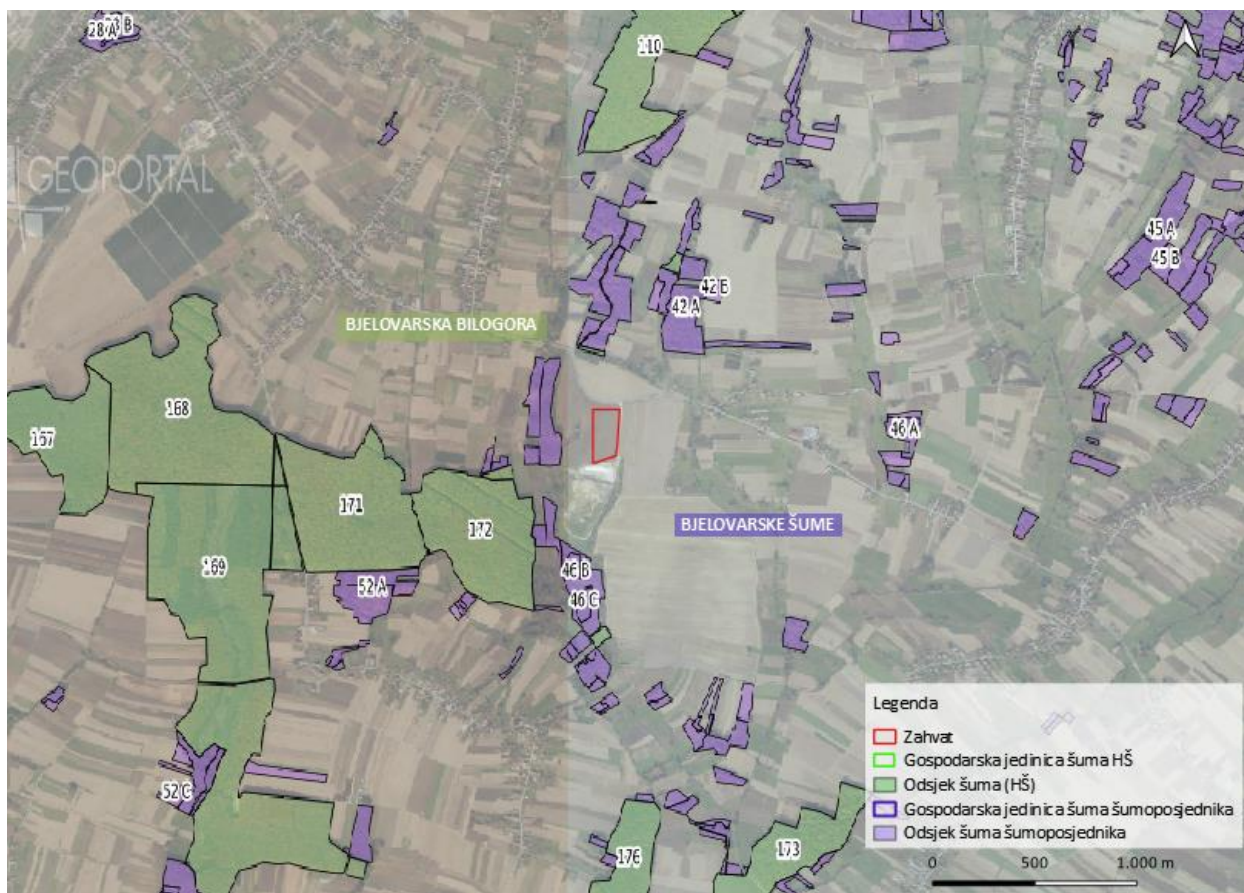 28 A
B
110
GEOPORTAL
45 A
45 B
42 B
42 A
BJELOVARSKA BILOGORA
168
167
46 A
171
172
BJELOVARSKE ŠUME
169
46 B
52 A
46 C
52 C
176
173
Legenda
Zahvat
Gospodarska jedinica šuma HŠ
Odsjek šuma (HŠ)
Gospodarska jedinica šuma šumoposjednika
Odsjek šuma šumoposjednika
0 500 1.000 m